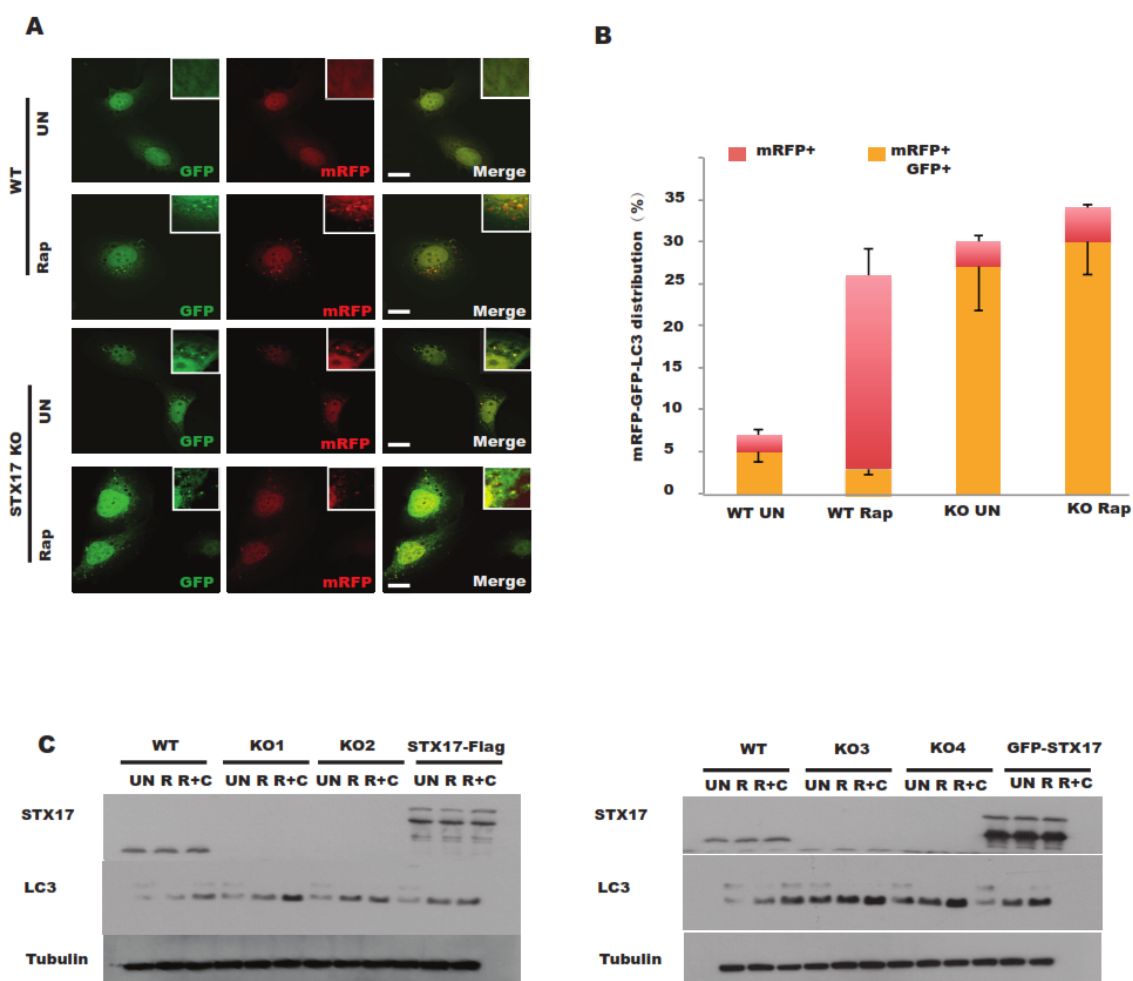 A
WT
UN
GFP
mRFP
Merge
Rap
GFP
mRFP
Merge
STX17 KO
UN
GFP
mRFP
Merge
Rap
GFP
mRFP
Merge
B
mRFP+
mRFP+
GFP+
mRFP-GFP-LC3 distribution (%)
35
30
25
20
15
10
5
0
WT UN
WT Rap
KO UN
KO Rap
C
WT KO1 KO2 STX17-Flag
UN R R+C UN R R+C UN R R+C UN R R+C
STX17
LC3
Tubulin
WT KO3 KO4 GFP-STX17
UN R R+C UN R R+C UN R R+C UN R R+C
STX17
LC3
Tubulin